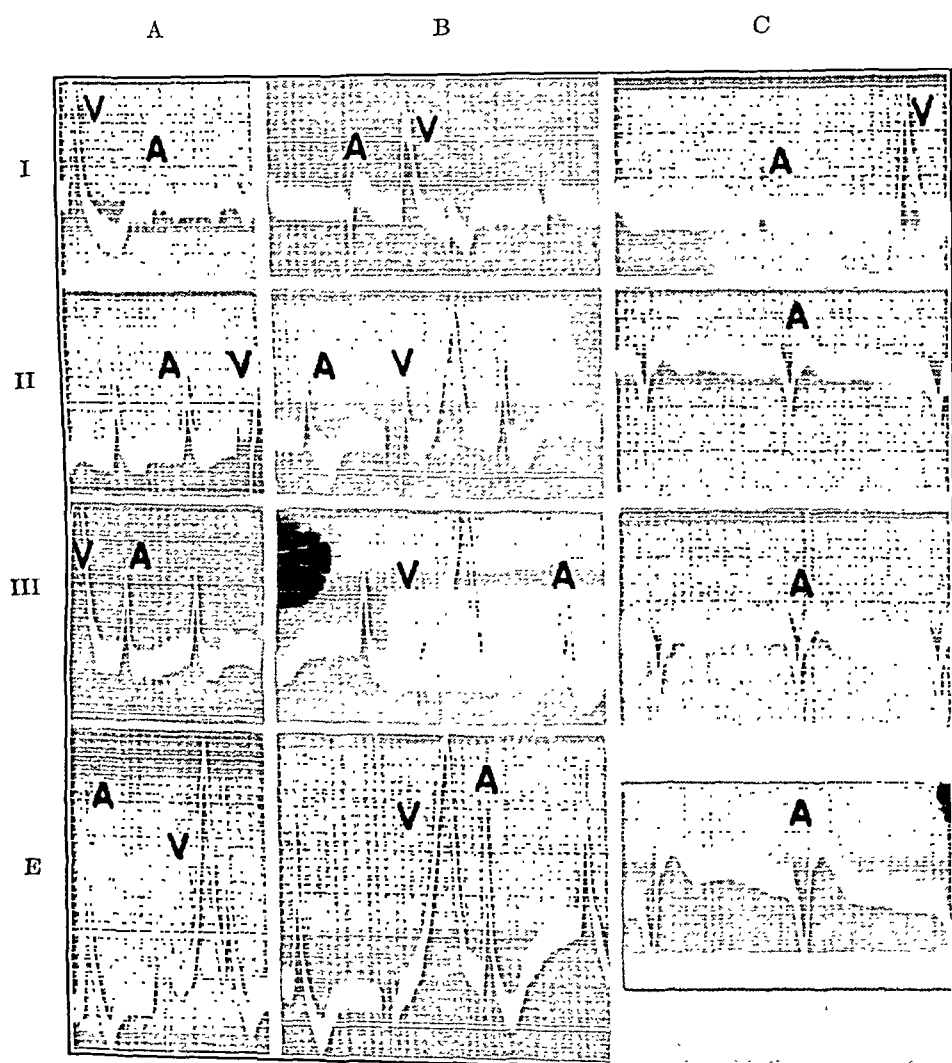 A B C
V A A V A V
I
A V A V A
II
V A V A A
III
A V V A A
E